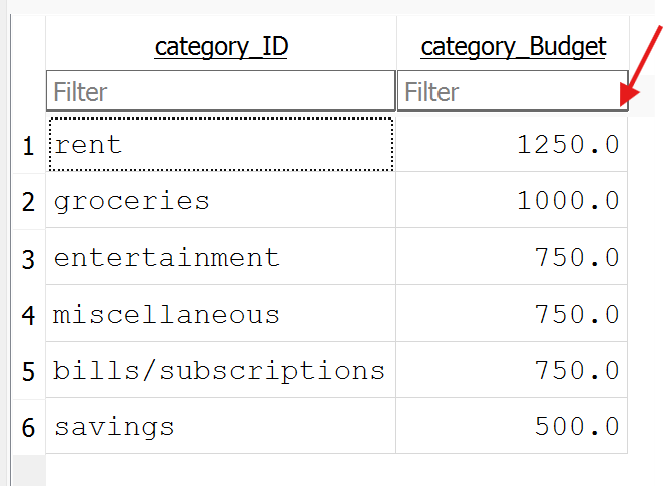 category_ID category_Budget
Filter Filter
1 rent 1250.0
2 groceries 1000.0
3 entertainment 750.0
4 miscellaneous 750.0
5 bills/subscriptions 750.0
6 savings 500.0